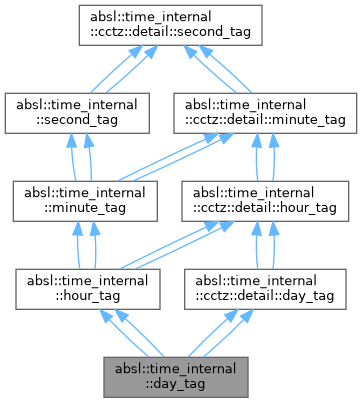 absl::time_internal
::cctz::detail::second_tag
absl::time_internal
::second_tag
absl::time_internal
::cctz::detail::minute_tag
absl::time_internal
::minute_tag
absl::time_internal
::cctz::detail::hour_tag
absl::time_internal
::hour_tag
absl::time_internal
::cctz::detail::day_tag
absl::time_internal
::day_tag